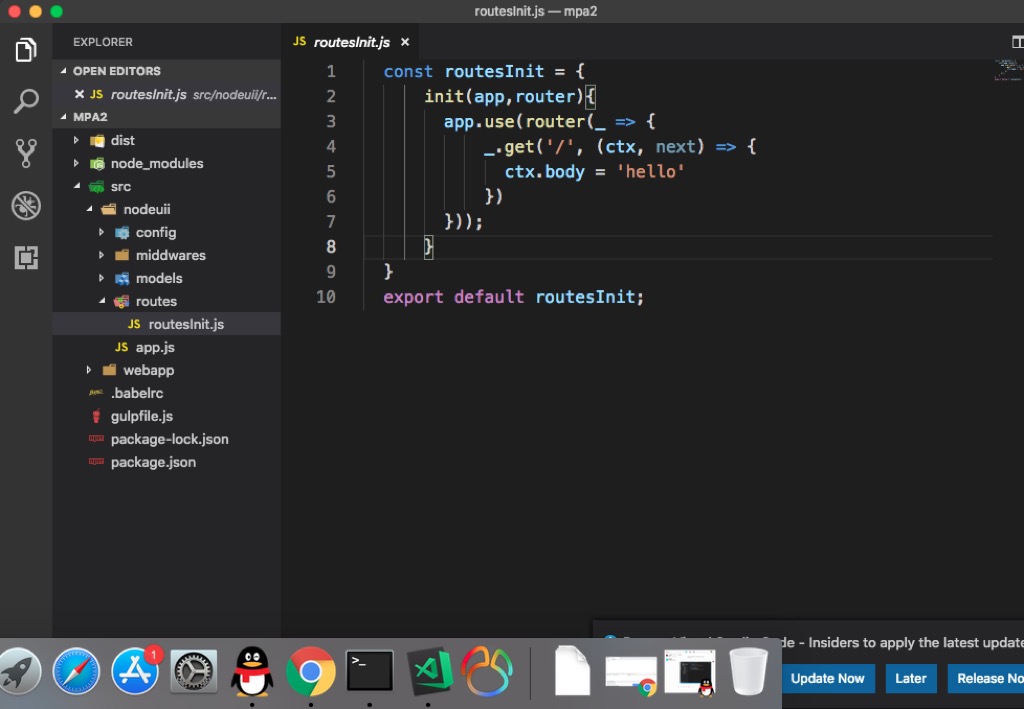 routesInit.js — mpa2
EXPLORER
OPEN EDITORS
JS routesInit.js src/nodeuii/r...
MPA2
dist
node_modules
src
nodeuii
config
middwares
models
routes
JS routesInit.js
JS app.js
webapp
.babelrc
gulpfile.js
package-lock.json
package.json
JS routesInit.js
1 const routesInit = {
2 init(app,router){
3 app.use(router(_ => {
4 _.get('/', (ctx, next) => {
5 ctx.body = 'hello'
6 })
7 }));
8 }
9 }
10 export default routesInit;
de - Insiders to apply the latest update
Update Now Later Release No
1
>_